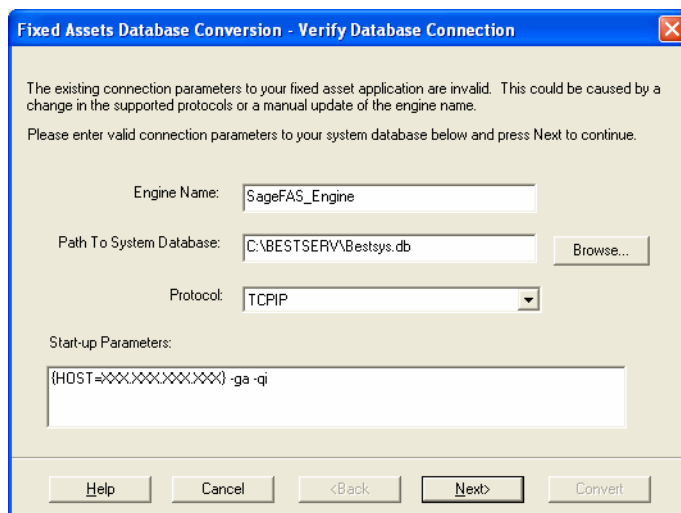 Fixed Assets Database Conversion - Verify Database Connection
The existing connection parameters to your fixed asset application are invalid.  This could be caused by a
change in the supported protocols or a manual update of the engine name.
Please enter valid connection parameters to your system database below and press Next to continue.
Engine Name: SageFAS_Engine
Path To System Database: C:\BESTSERV\Bestsys.db Browse...
Protocol: TCPIP
Start-up Parameters:
{HOST=XXX.XXX.XXX.XXX} -ga -qi
Help Cancel <Back Next> Convert